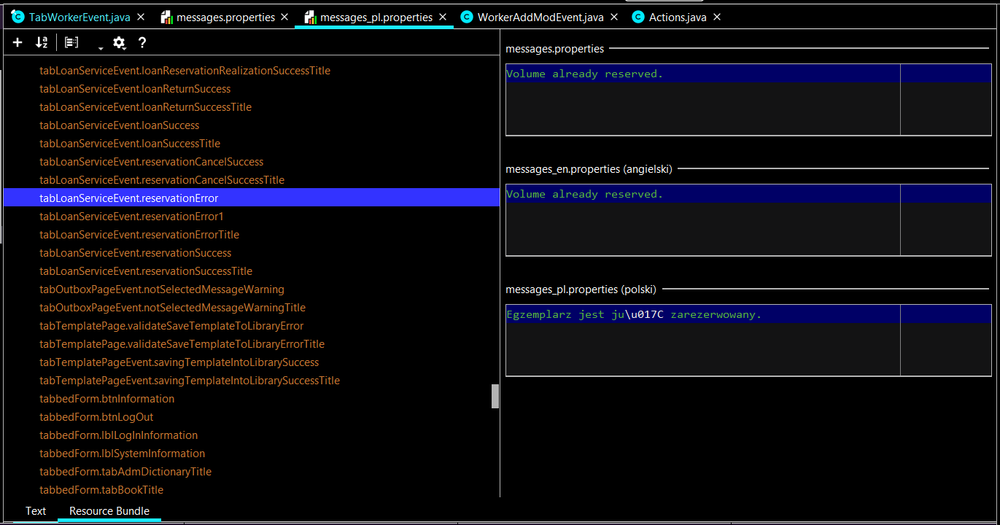 TabWorkerEvent.java
messages.properties
messages_pl.properties
WorkerAddModEvent.java
Actions.java
tabLoanServiceEvent.loanReservationRealizationSuccessTitle
tabLoanServiceEvent.loanReturnSuccess
tabLoanServiceEvent.loanReturnSuccessTitle
tabLoanServiceEvent.loanSuccess
tabLoanServiceEvent.loanSuccessTitle
tabLoanServiceEvent.reservationCancelSuccess
tabLoanServiceEvent.reservationCancelSuccessTitle
tabLoanServiceEvent.reservationError
tabLoanServiceEvent.reservationError1
tabLoanServiceEvent.reservationErrorTitle
tabLoanServiceEvent.reservationSuccess
tabLoanServiceEvent.reservationSuccessTitle
tabOutboxPageEvent.notSelectedMessageWarning
tabOutboxPageEvent.notSelectedMessageWarningTitle
tabTemplatePage.validateSaveTemplateToLibraryError
tabTemplatePage.validateSaveTemplateToLibraryErrorTitle
tabTemplatePageEvent.savingTemplateIntoLibrarySuccess
tabTemplatePageEvent.savingTemplateIntoLibrarySuccessTitle
tabbedForm.btnInformation
tabbedForm.btnLogOut
tabbedForm.lblLogInInformation
tabbedForm.lblSystemInformation
tabbedForm.tabAdmDictionaryTitle
tabbedForm.tabBookTitle
messages.properties
Volume already reserved.
messages_en.properties (angielski)
Volume already reserved.
messages_pl.properties (polski)
Egzemplarz jest ju\u017C zarezerwowany.
Text
Resource Bundle